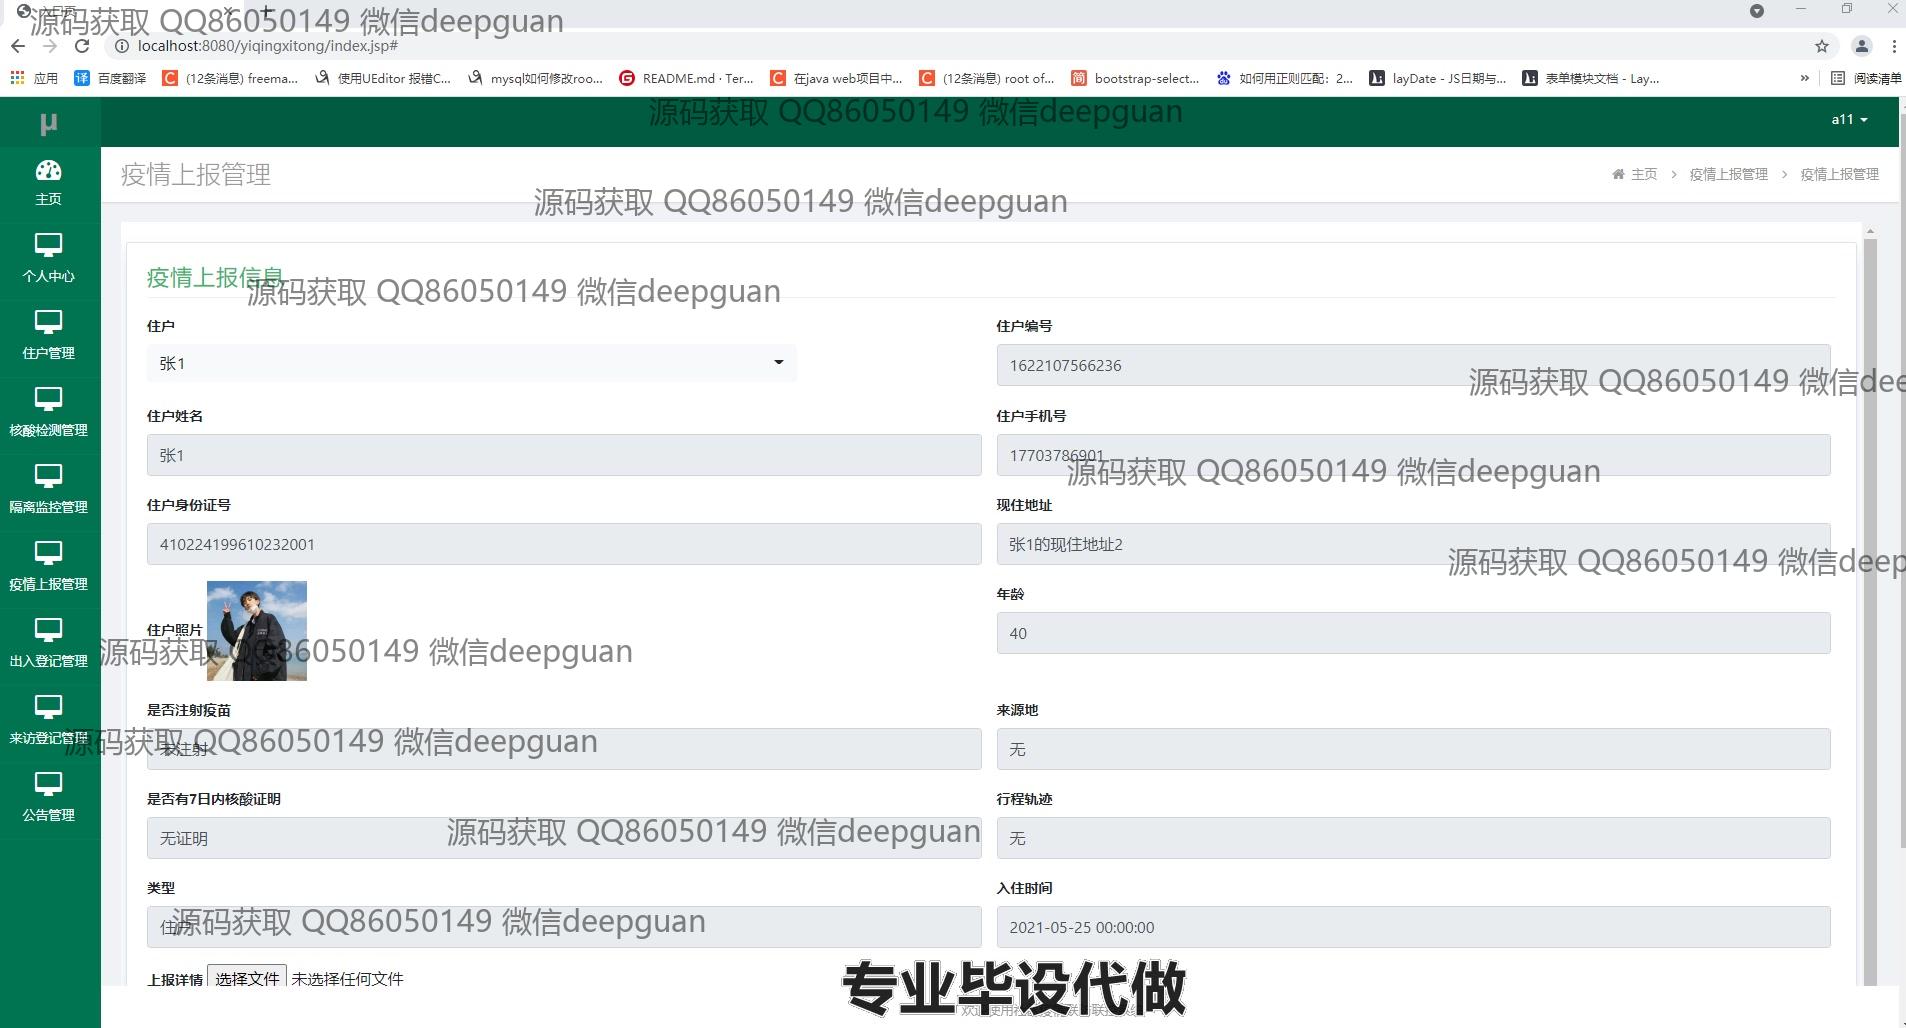 源码获取 QQ86050149 微信deepguan
localhost:8080/yiqingxitong/index.jsp#
应用 百度翻译 (12条消息) freema... 使用UEditor 报错C... mysql如何修改roo... README.md · Ter... 在java web项目中... (12条消息) root of... bootstrap-select... 如何用正则匹配：2... layDate - JS日期与... 表单模块文档 - Lay... » 阅读清单
源码获取 QQ86050149 微信deepguan
μ
a11
主页
疫情上报管理
主页 > 疫情上报管理 > 疫情上报管理
源码获取 QQ86050149 微信deepguan
个人中心
疫情上报信息
源码获取 QQ86050149 微信deepguan
住户 住户编号
住户管理
张1
1622107566236
源码获取 QQ86050149 微信dee
住户姓名 住户手机号
核酸检测管理
张1
17703786901
源码获取 QQ86050149 微信deepguan
住户身份证号 现住地址
隔离监控管理
410224199610232001
张1的现住地址2
源码获取 QQ86050149 微信deep
疫情上报管理
年龄
住户照片
40
出入登记管理
源码获取 QQ86050149 微信deepguan
是否注射疫苗 来源地
来访登记管理
未注射
无
源码获取 QQ86050149 微信deepguan
是否有7日内核酸证明 行程轨迹
公告管理
无证明
无
源码获取 QQ86050149 微信deepguan
类型 入住时间
住户
2021-05-25 00:00:00
源码获取 QQ86050149 微信deepguan
上报详情 选择文件 未选择任何文件
专业毕设代做